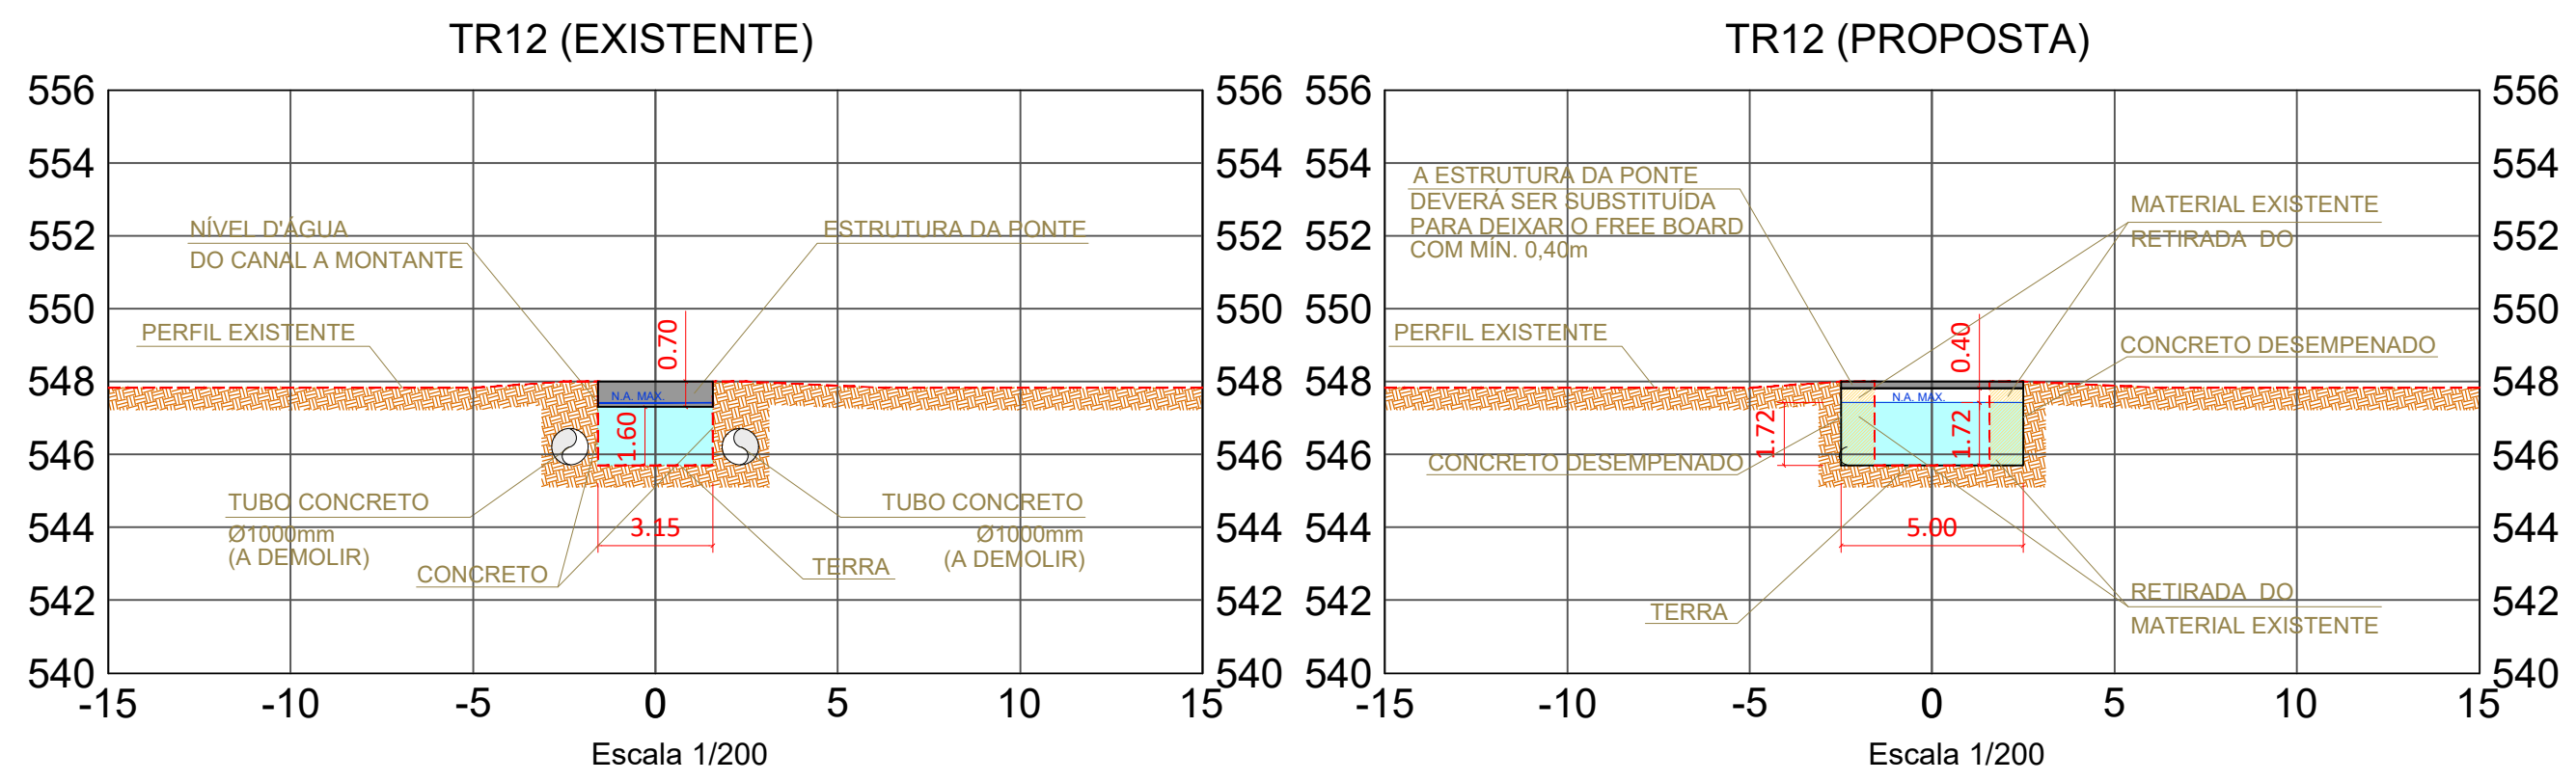 TR12 (EXISTENTE)
556
554
552
550
548
546
544
542
540
556
554
552
550
548
546
544
542
540
-15
-10
-5
0
5
10
15
NÍVEL D'ÁGUA
DO CANAL A MONTANTE
ESTRUTURA DA PONTE
PERFIL EXISTENTE
0.70
N.A. MAX.
1.60
3.15
TUBO CONCRETO
Ø1000mm
(A DEMOLIR)
CONCRETO
TERRA
TUBO CONCRETO
Ø1000mm
(A DEMOLIR)
Escala 1/200
TR12 (PROPOSTA)
556
554
552
550
548
546
544
542
540
556
554
552
550
548
546
544
542
540
-15
-10
-5
0
5
10
15
A ESTRUTURA DA PONTE
DEVERÁ SER SUBSTITUÍDA
PARA DEIXAR O FREE BOARD
COM MÍN. 0,40m
MATERIAL EXISTENTE
RETIRADA DO
PERFIL EXISTENTE
0.40
CONCRETO DESEMPENADO
N.A. MAX.
1.72
1.72
CONCRETO DESEMPENADO
5.00
TERRA
RETIRADA DO
MATERIAL EXISTENTE
Escala 1/200